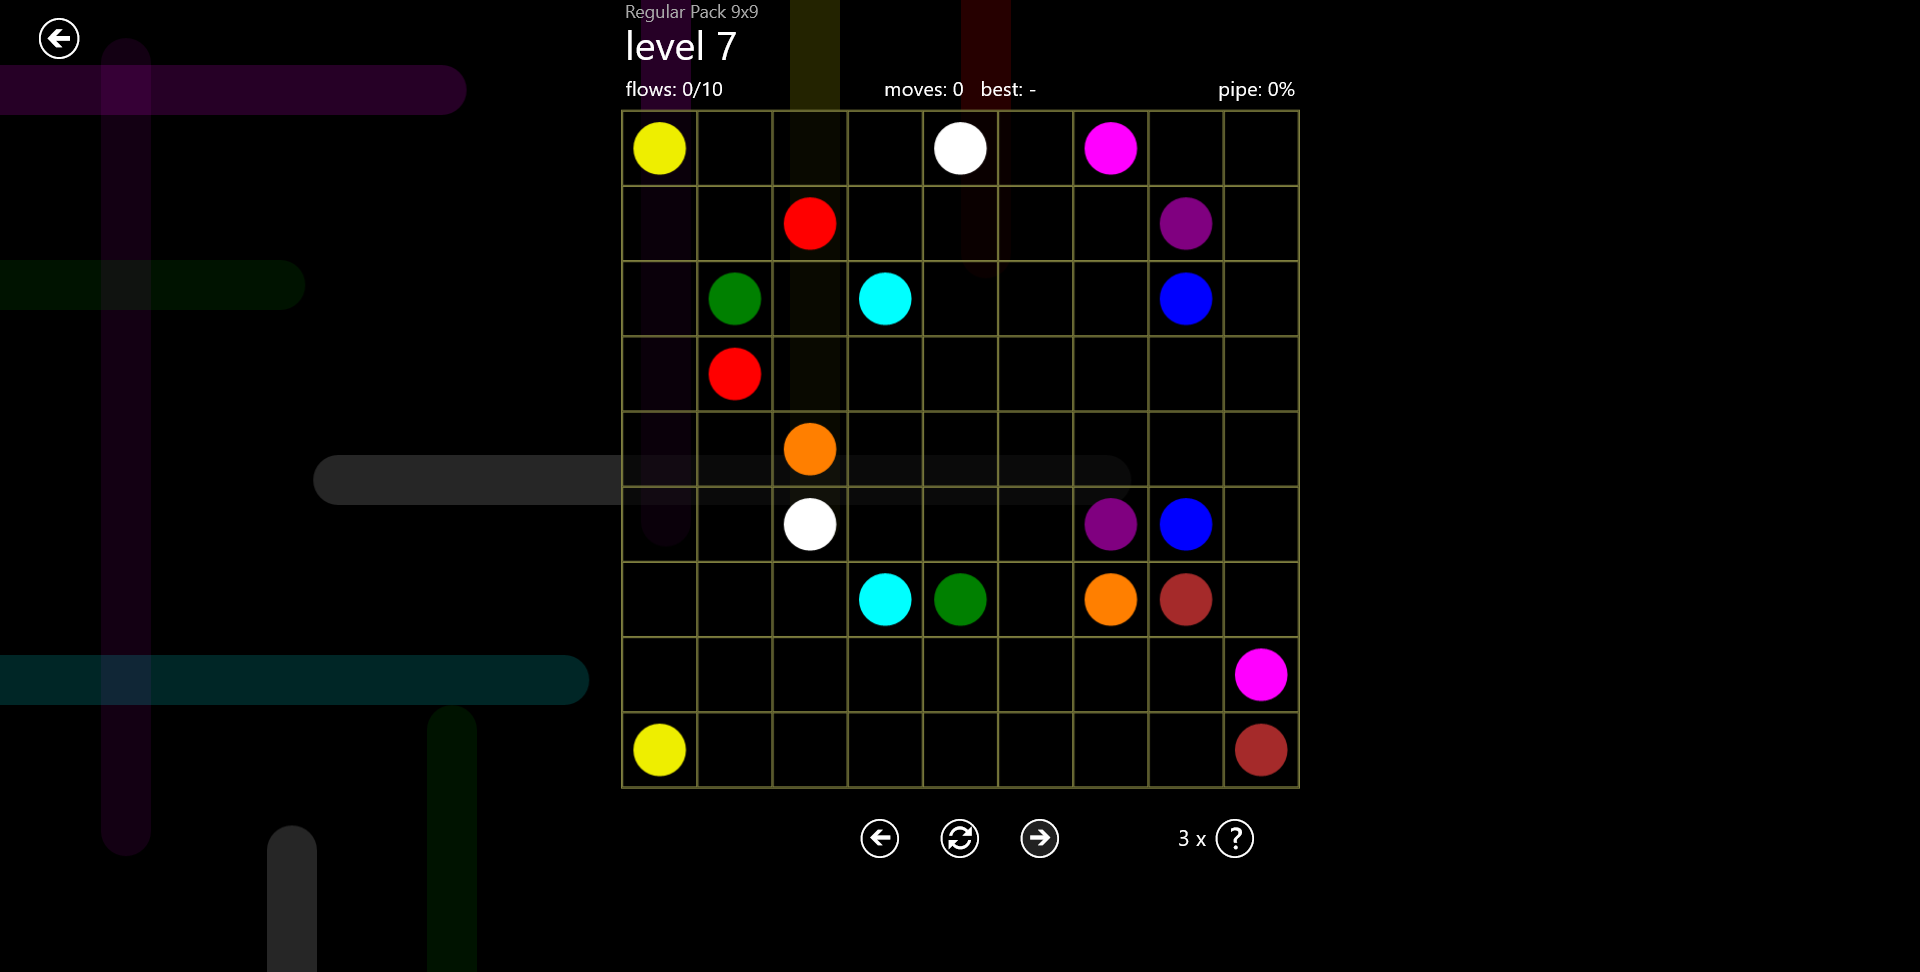 Regular Pack 9x9
level 7
flows: 0/10 moves: 0 best: - pipe: 0%
3 x ?